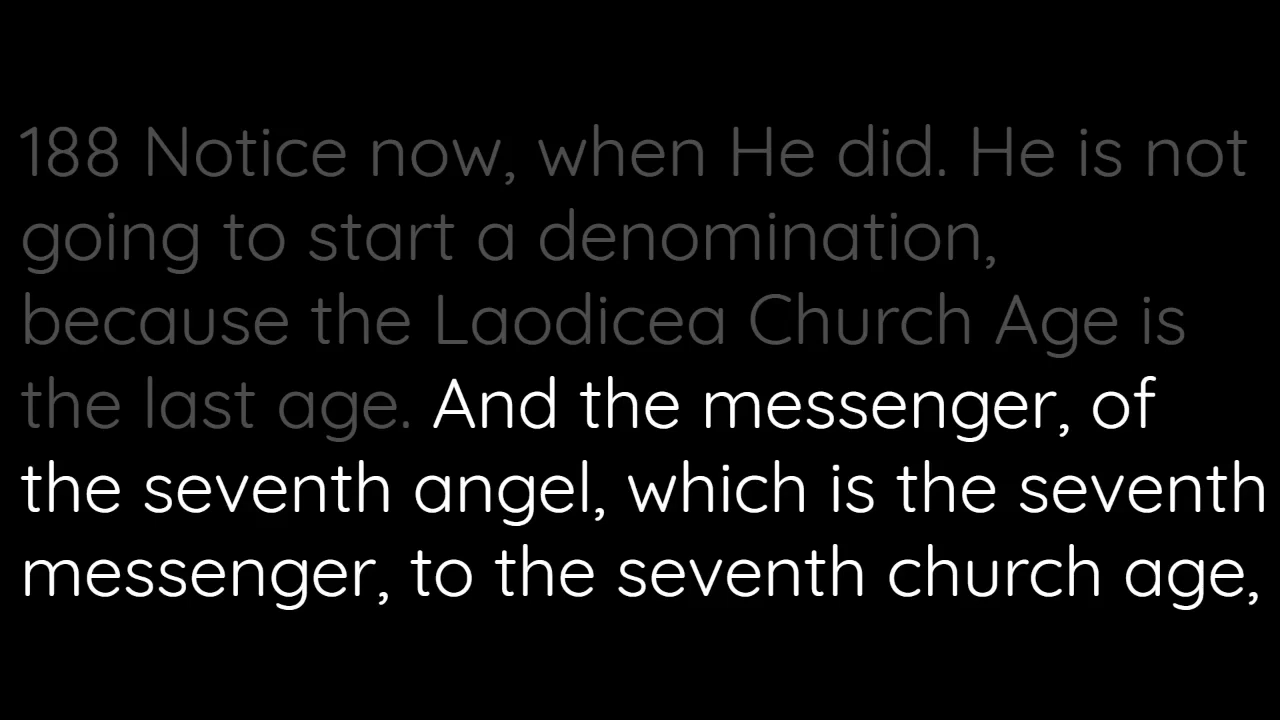 188 Notice now, when He did. He is not
going to start a denomination,
because the Laodicea Church Age is
the last age. And the messenger, of
the seventh angel, which is the seventh
messenger, to the seventh church age,